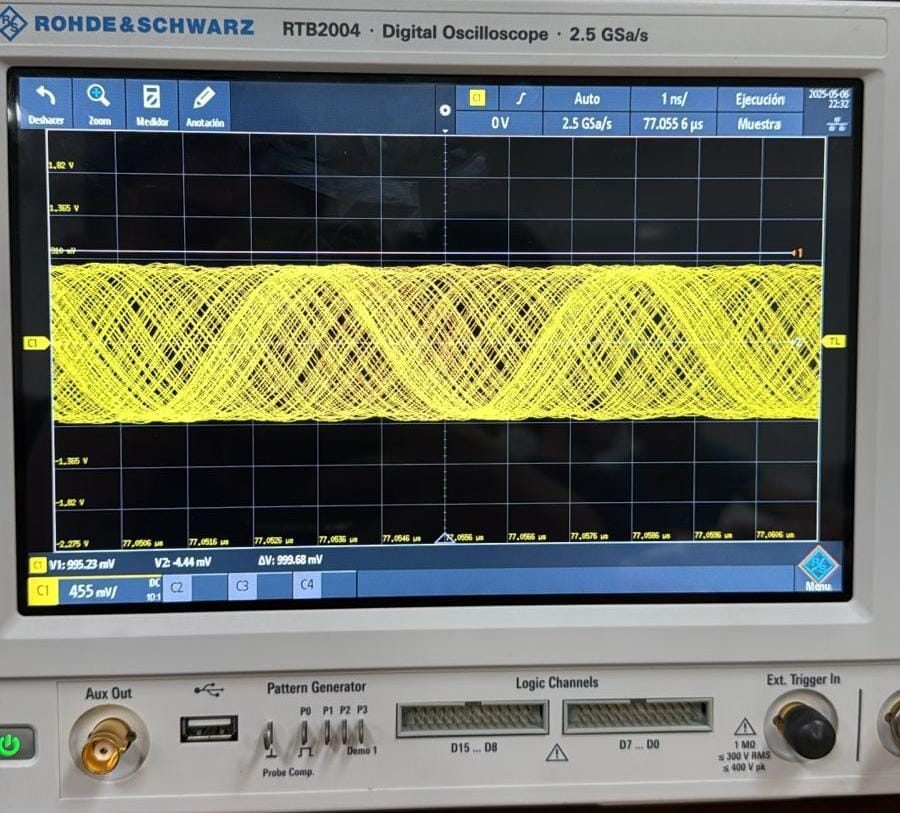 ROHDE&SCHWARZ RTB2004 · Digital Oscilloscope · 2.5 GSa/s
Deshacer Zoom Medidor Anotación
C1 Auto 1 ns/ Ejecución 2025-05-06
22:32
0 V 2.5 GSa/s 77.055 6 µs Muestra
1.82 V
1.365 V
910 mV
1
C1
TL
-1.365 V
-1.82 V
-2.275 V 77.0506 µs 77.0516 µs 77.0526 µs 77.0536 µs 77.0546 µs 77.0556 µs 77.0566 µs 77.0576 µs 77.0586 µs 77.0596 µs 77.0606 µs
C1 V1: 995.23 mV V2: -4.44 mV ΔV: 999.68 mV
C1 455 mV/ DC
10:1
C2 C3 C4
Menu
Aux Out
Pattern Generator
P0 P1 P2 P3
Demo 1
Probe Comp.
Logic Channels
D15 ... D8
D7 ... D0
Ext. Trigger In
1 MΩ
≤ 300 V RMS
≤ 400 V pk